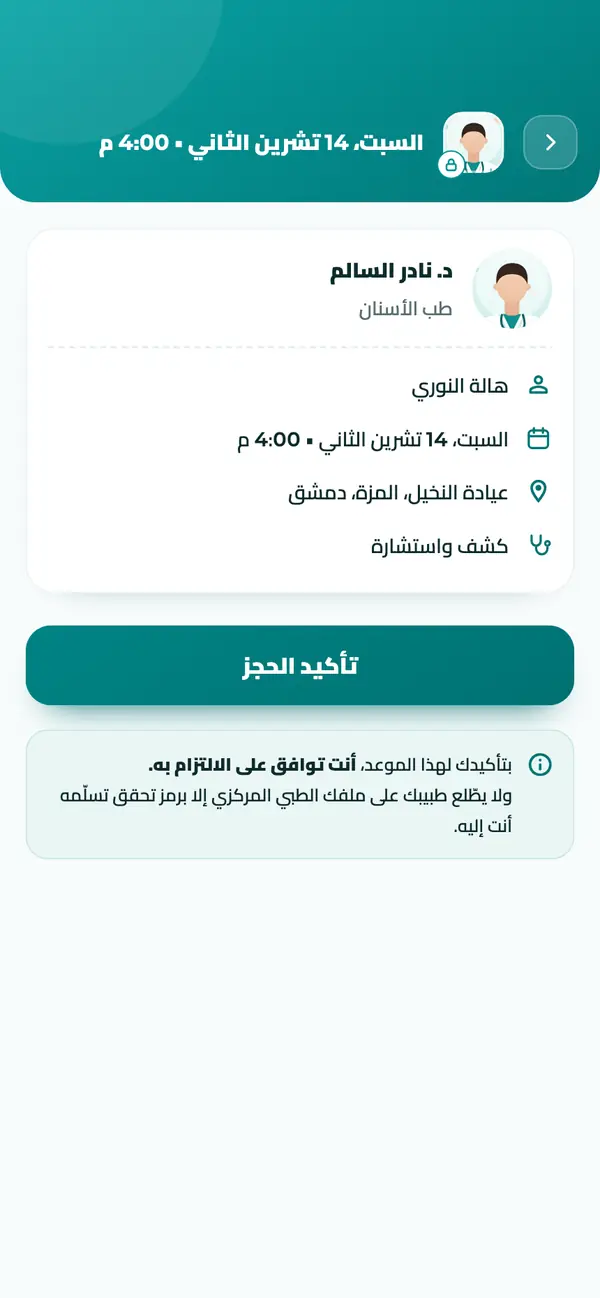 السبت، 14 تشرين الثاني • 4:00 م
د. نادر السالم
طب الأسنان
هالة النوري
السبت، 14 تشرين الثاني • 4:00 م
عيادة النخيل، المزة، دمشق
كشف واستشارة
تأكيد الحجز
بتأكيدك لهذا الموعد، أنت توافق على الالتزام به.
ولا يطّلع طبيبك على ملفك الطبي المركزي إلا برمز تحقق تسلّمه
أنت إليه.